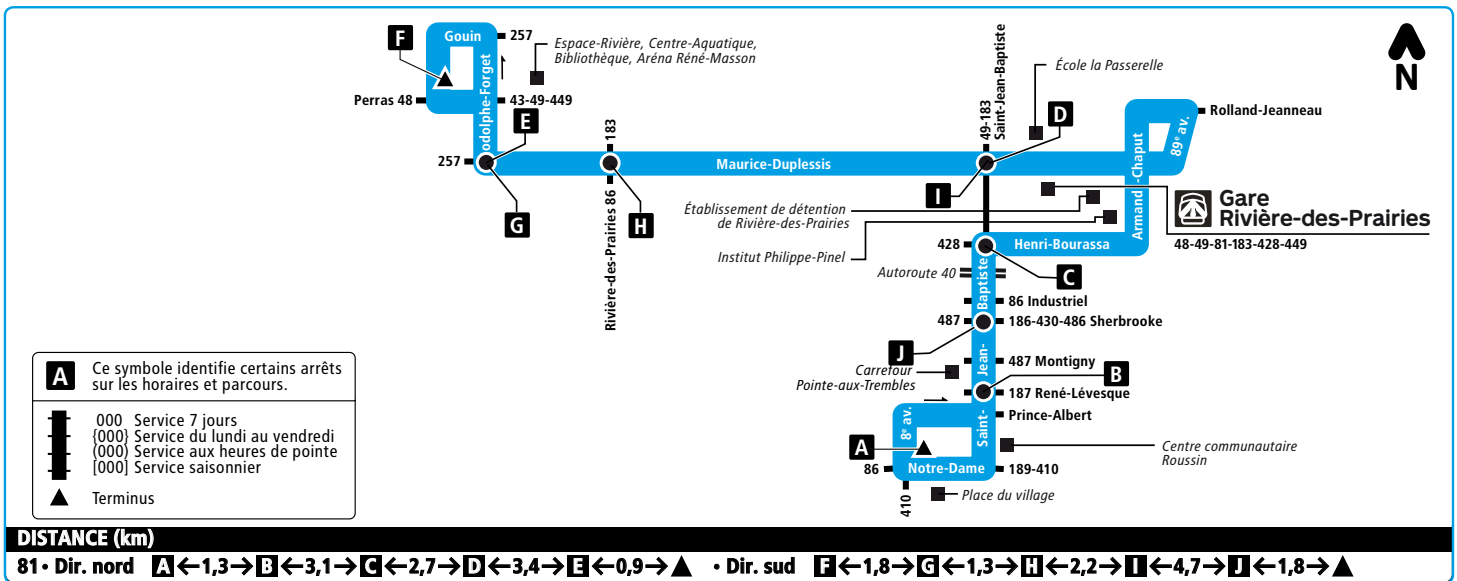 F
Gouin
257
Espace-Rivière, Centre-Aquatique,
Bibliothèque, Aréna Réné-Masson
Perras 48
43-49-449
odolphe-Forget
E
257
G
183
Rivière-des-Prairies 86
H
Maurice-Duplessis
49-183
Saint-Jean-Baptiste
D
École la Passerelle
I
Rolland-Jeanneau
89e av.
Armand-Chaput
Établissement de détention
de Rivière-des-Prairies
Institut Philippe-Pinel
Gare
Rivière-des-Prairies
48-49-81-183-428-449
428
Henri-Bourassa
C
Autoroute 40
Saint-Jean-Baptiste
86 Industriel
487
186-430-486 Sherbrooke
J
487 Montigny
Carrefour
Pointe-aux-Trembles
B
187 René-Lévesque
Prince-Albert
8e av.
A
86
Notre-Dame
189-410
410
Centre communautaire
Roussin
Place du village
N
A
Ce symbole identifie certains arrêts
sur les horaires et parcours.
000 Service 7 jours
{000} Service du lundi au vendredi
(000) Service aux heures de pointe
[000] Service saisonnier
▲ Terminus
DISTANCE (km)
81 • Dir. nord A ←1,3→ B ←3,1→ C ←2,7→ D ←3,4→ E ←0,9→ ▲ • Dir. sud F ←1,8→ G ←1,3→ H ←2,2→ I ←4,7→ J ←1,8→ ▲